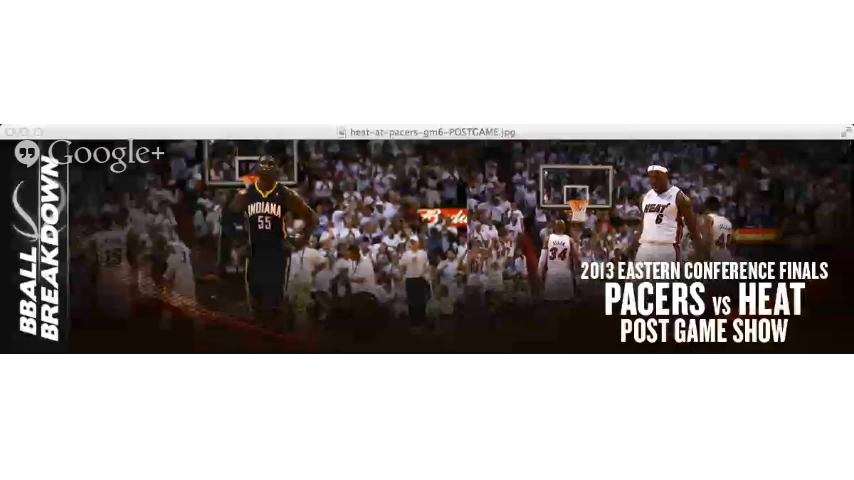 heat-at-pacers-gm6-POSTGAME.jpg
Google+
BBALL
BREAKDOWN
INDIANA
55
HEAT
6
34
2013 EASTERN CONFERENCE FINALS
PACERS VS HEAT
POST GAME SHOW